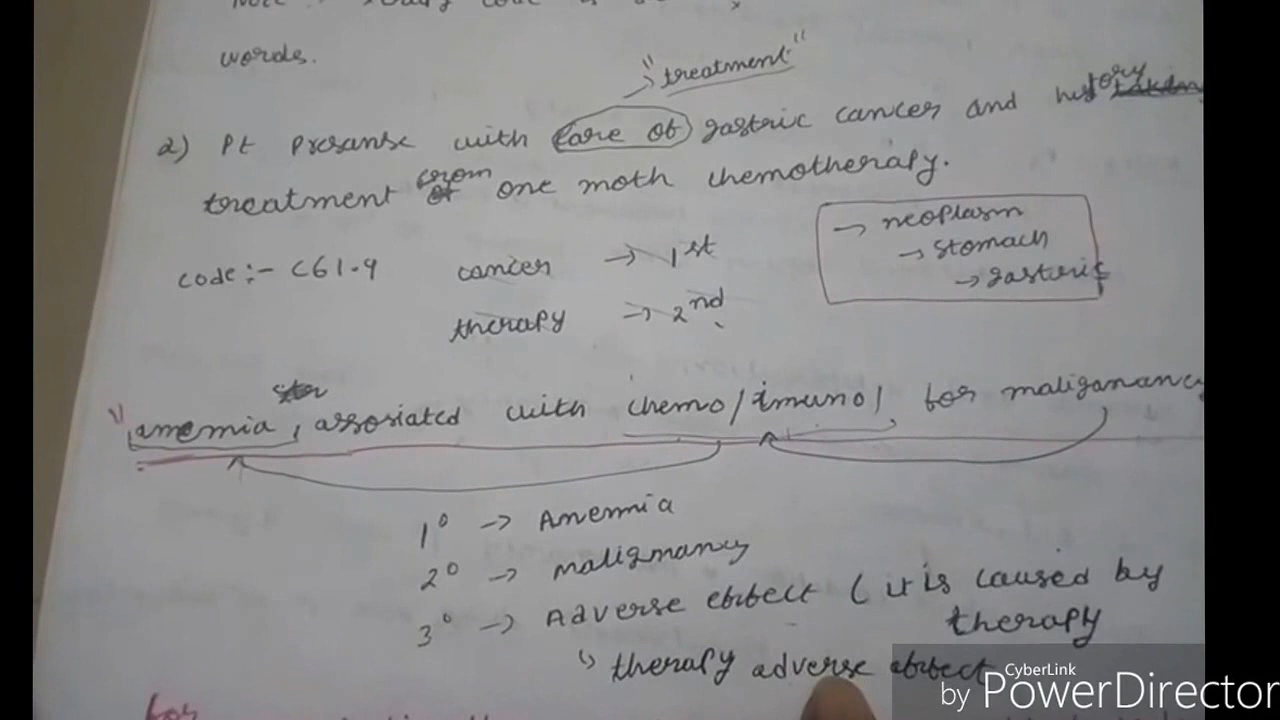 words.
→ "treatment"
2) Pt presanse with care of gastric cancer and history
treatment from one moth chemotherapy.
code:- C61.9 cancer → 1st
therapy → 2nd
→ neoplasm
→ stomach
→ gastric
"anemia, assosiated with chemo/imuno/ for maliganancy
1° → Anemia
2° → malignancy
3° → Adverse effect ( it is caused by
therapy
↳ therapy adverse effect
for
CyberLink
by PowerDirector